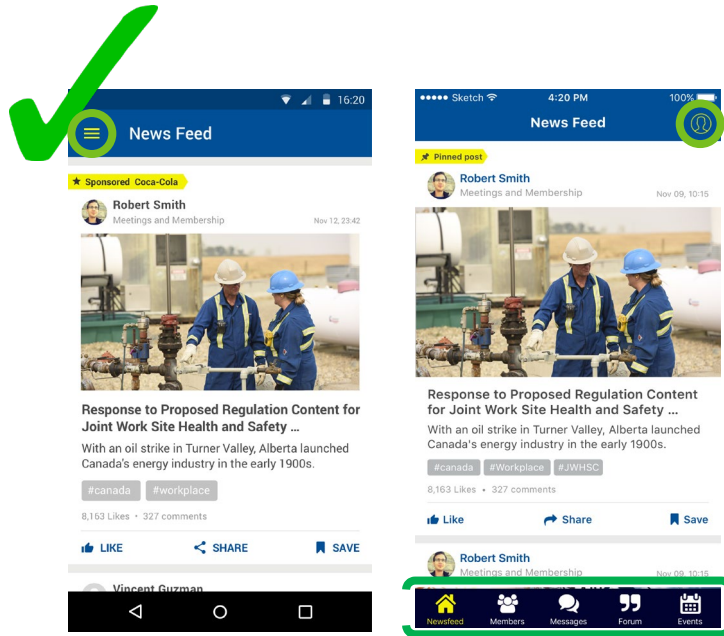 16:20
News Feed
Sponsored Coca-Cola
Robert Smith
Meetings and Membership
Nov 12, 23:42
Response to Proposed Regulation Content for
Joint Work Site Health and Safety ...
With an oil strike in Turner Valley, Alberta launched
Canada's energy industry in the early 1900s.
#canada
#workplace
8,163 Likes • 327 comments
LIKE
SHARE
SAVE
Vincent Guzman
Sketch
4:20 PM
100%
News Feed
Pinned post
Robert Smith
Meetings and Membership
Nov 09, 10:15
Response to Proposed Regulation Content
for Joint Work Site Health and Safety ...
With an oil strike in Turner Valley, Alberta launched
Canada's energy industry in the early 1900s.
#canada
#Workplace
#JWHSC
8,163 Likes • 327 comments
Like
Share
Save
Robert Smith
Meetings and Membership
Nov 09, 10:15
Newsfeed
Members
Messages
Forum
Events